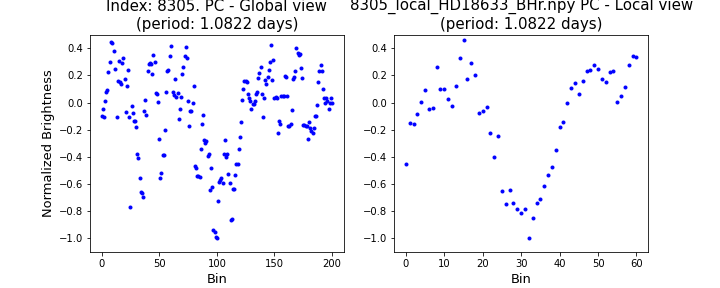 Index: 8305. PC - Global view
(period: 1.0822 days)
8305_local_HD18633_BHr.npy PC - Local view
(period: 1.0822 days)
Normalized Brightness
0.4
0.2
0.0
−0.2
−0.4
−0.6
−0.8
−1.0
0 50 100 150 200
Bin
0.4
0.2
0.0
−0.2
−0.4
−0.6
−0.8
−1.0
0 10 20 30 40 50 60
Bin